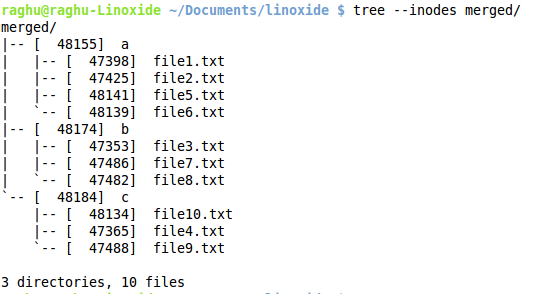 raghu@raghu-Linoxide ~/Documents/linoxide $ tree --inodes merged/
merged/
|-- [  48155]  a
|   |-- [  47398]  file1.txt
|   |-- [  47425]  file2.txt
|   |-- [  48141]  file5.txt
|   `-- [  48139]  file6.txt
|-- [  48174]  b
|   |-- [  47353]  file3.txt
|   |-- [  47486]  file7.txt
|   `-- [  47482]  file8.txt
`-- [  48184]  c
    |-- [  48134]  file10.txt
    |-- [  47365]  file4.txt
    `-- [  47488]  file9.txt
3 directories, 10 files